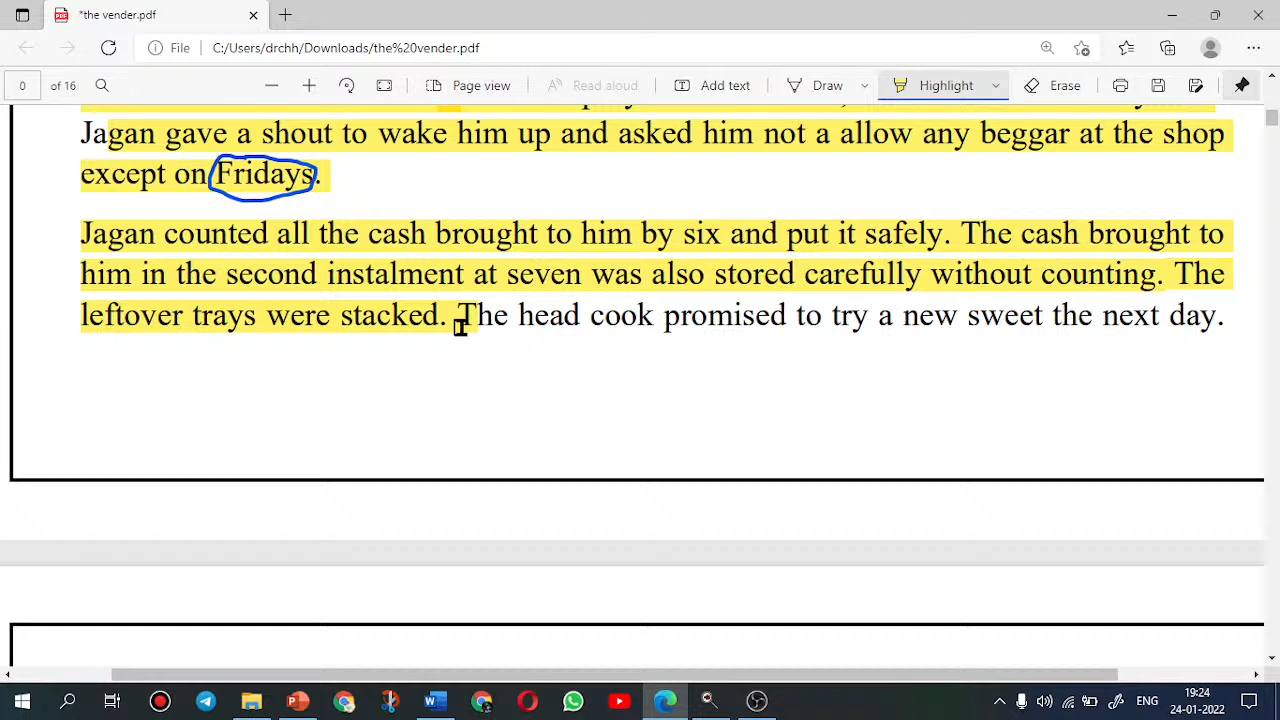 *the vender.pdf
File C:/Users/drchh/Downloads/the%20vender.pdf
0 of 16 Page view Read aloud Add text Draw Highlight Erase
Jagan gave a shout to wake him up and asked him not a allow any beggar at the shop
except on Fridays.
Jagan counted all the cash brought to him by six and put it safely. The cash brought to
him in the second instalment at seven was also stored carefully without counting. The
leftover trays were stacked. The head cook promised to try a new sweet the next day.
ENG
19:24
24-01-2022